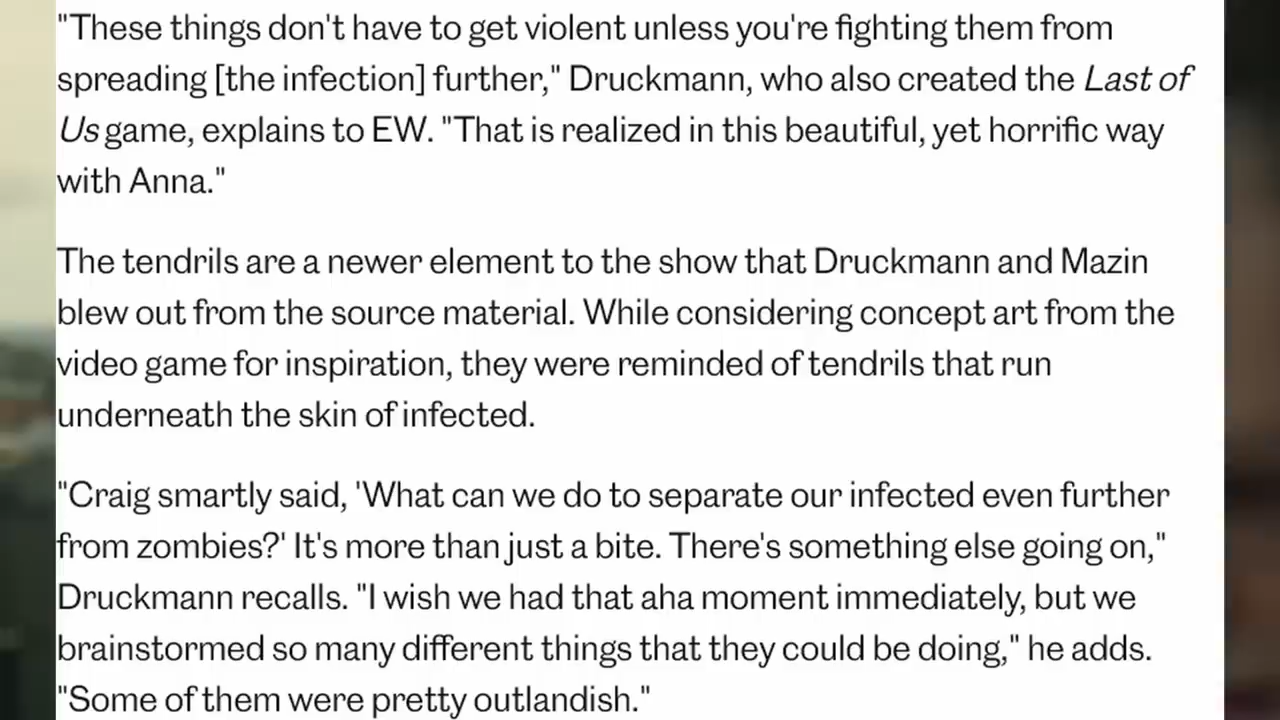 "These things don't have to get violent unless you're fighting them from
spreading [the infection] further," Druckmann, who also created the Last of
Us game, explains to EW. "That is realized in this beautiful, yet horrific way
with Anna."
The tendrils are a newer element to the show that Druckmann and Mazin
blew out from the source material. While considering concept art from the
video game for inspiration, they were reminded of tendrils that run
underneath the skin of infected.
"Craig smartly said, 'What can we do to separate our infected even further
from zombies?' It's more than just a bite. There's something else going on,"
Druckmann recalls. "I wish we had that aha moment immediately, but we
brainstormed so many different things that they could be doing," he adds.
"Some of them were pretty outlandish."